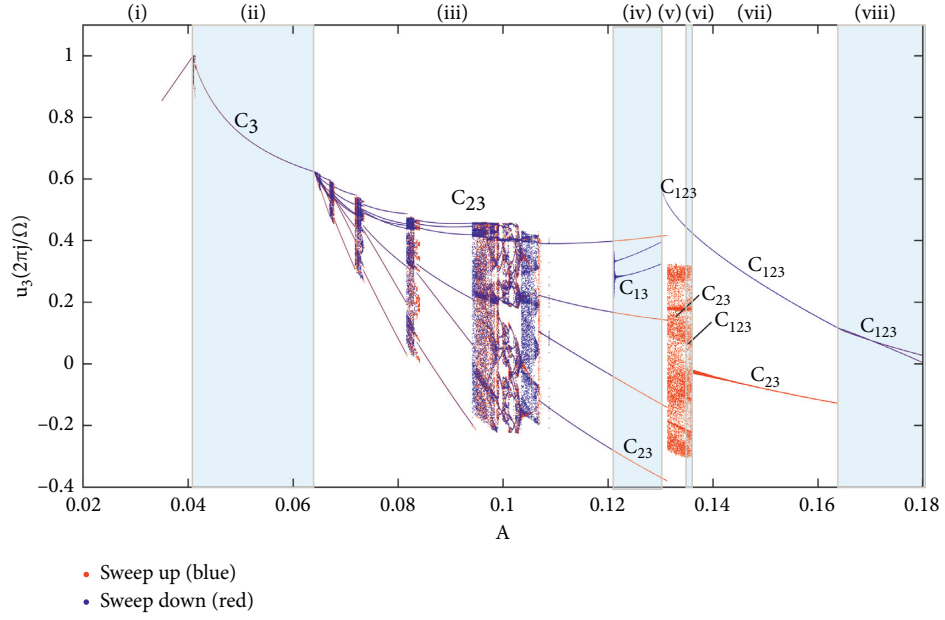 (i) (ii) (iii) (iv) (v) (vi) (vii) (viii)
1
0.8
0.6
0.4
0.2
0
−0.2
−0.4
u3(2πj/Ω)
C3
C23
C123
C13
C23
C123
C123
C123
C23
C23
0.02 0.04 0.06 0.08 0.1 0.12 0.14 0.16 0.18
A
Sweep up (blue)
Sweep down (red)